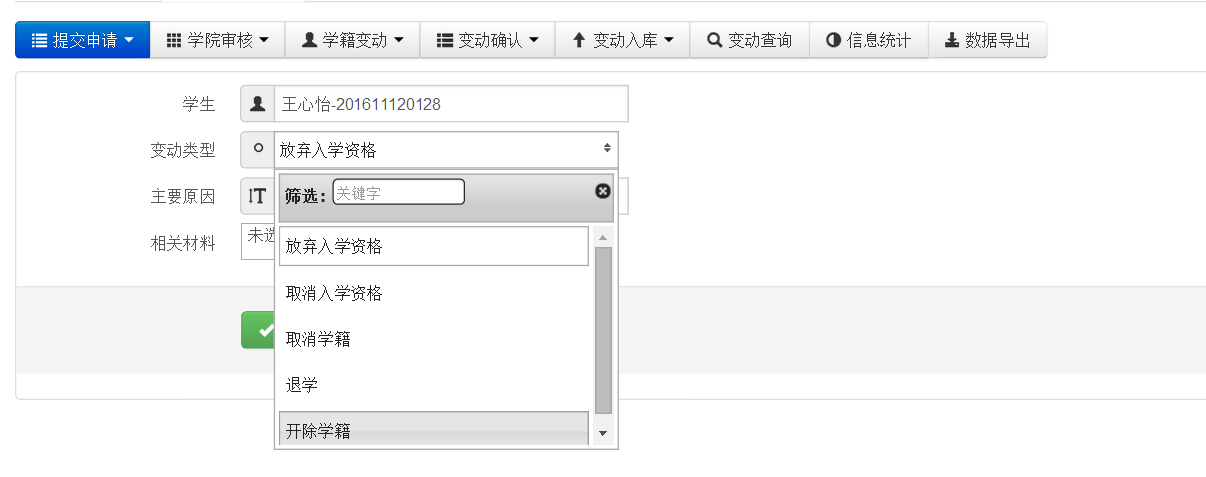 提交申请 学院审核 学籍变动 变动确认 变动入库 变动查询 信息统计 数据导出
学生 王心怡-201611120128
变动类型 放弃入学资格
主要原因
筛选： 关键字
相关材料 未选
放弃入学资格
取消入学资格
取消学籍
退学
开除学籍